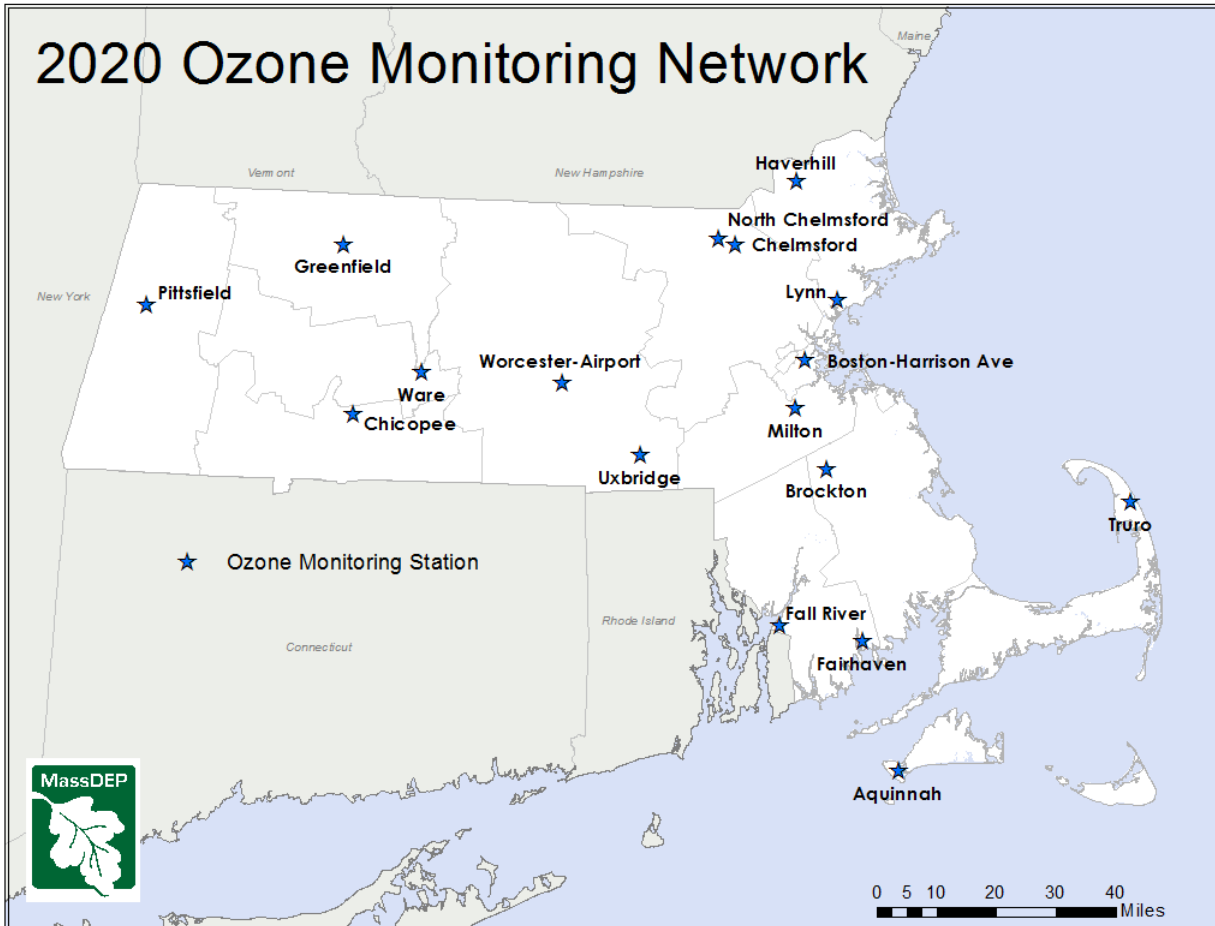 2020 Ozone Monitoring Network
Maine
Vermont
New Hampshire
Haverhill
North Chelmsford
Chelmsford
Greenfield
New York
Pittsfield
Lynn
Worcester-Airport
Boston-Harrison Ave
Ware
Chicopee
Milton
Uxbridge
Brockton
Truro
Ozone Monitoring Station
Fall River
Rhode Island
Connecticut
Fairhaven
MassDEP
Aquinnah
0 5 10 20 30 40
Miles